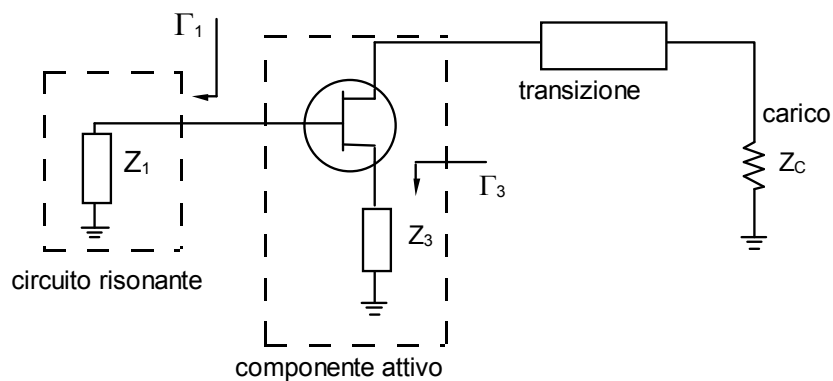 Γ1
transizione
carico
Z1
ZC
Γ3
Z3
circuito risonante
componente attivo